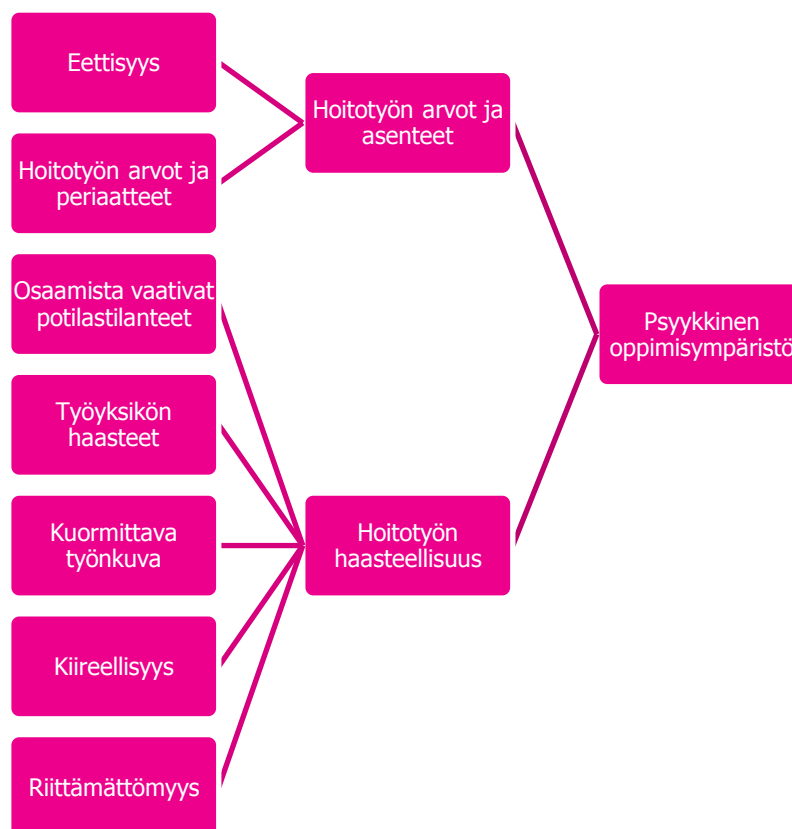 Eettisyys
Hoitotyön arvot ja
periaatteet
Osaamista vaativat
potilastilanteet
Työyksikön
haasteet
Kuormittava
työnkuva
Kiireellisyys
Riittämättömyys
Hoitotyön arvot ja
asenteet
Hoitotyön
haasteellisuus
Psyykkinen
oppimisympäristö